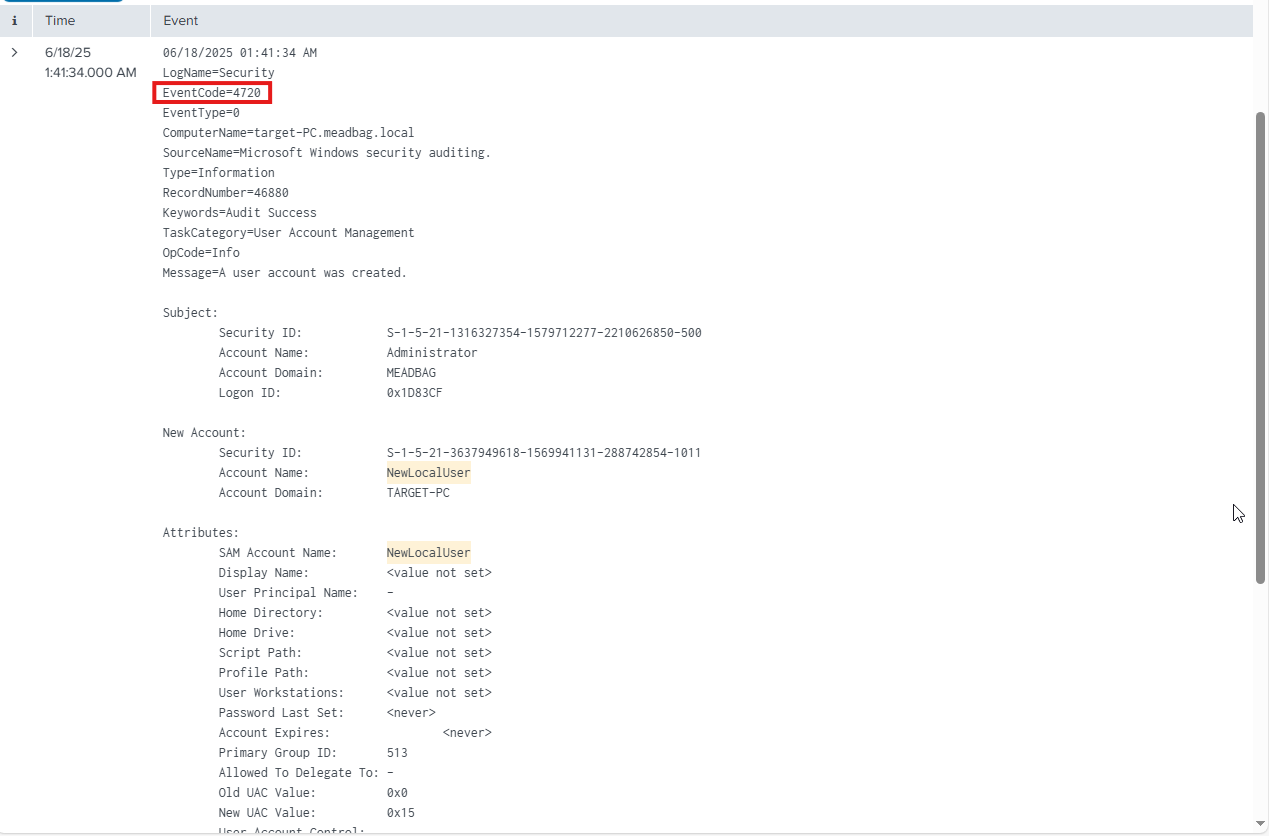 i Time Event
6/18/25 06/18/2025 01:41:34 AM
1:41:34.000 AM LogName=Security
EventCode=4720
EventType=0
ComputerName=target-PC.meadbag.local
SourceName=Microsoft Windows security auditing.
Type=Information
RecordNumber=46880
Keywords=Audit Success
TaskCategory=User Account Management
OpCode=Info
Message=A user account was created.
Subject:
Security ID: S-1-5-21-1316327354-1579712277-2210626850-500
Account Name: Administrator
Account Domain: MEADBAG
Logon ID: 0x1D83CF
New Account:
Security ID: S-1-5-21-3637949618-1569941131-288742854-1011
Account Name: NewLocalUser
Account Domain: TARGET-PC
Attributes:
SAM Account Name: NewLocalUser
Display Name: <value not set>
User Principal Name: -
Home Directory: <value not set>
Home Drive: <value not set>
Script Path: <value not set>
Profile Path: <value not set>
User Workstations: <value not set>
Password Last Set: <never>
Account Expires: <never>
Primary Group ID: 513
Allowed To Delegate To: -
Old UAC Value: 0x0
New UAC Value: 0x15
User Account Control: